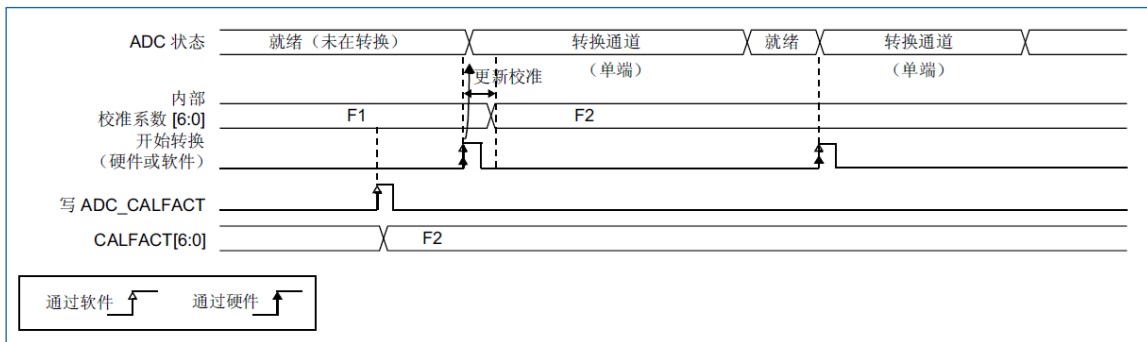 ADC 状态
就绪（未在转换）
转换通道
就绪
转换通道
（单端）
（单端）
更新校准
内部
校准系数 [6:0]
F1
F2
开始转换
（硬件或软件）
写 ADC_CALFACT
CALFACT[6:0]
F2
通过软件
通过硬件